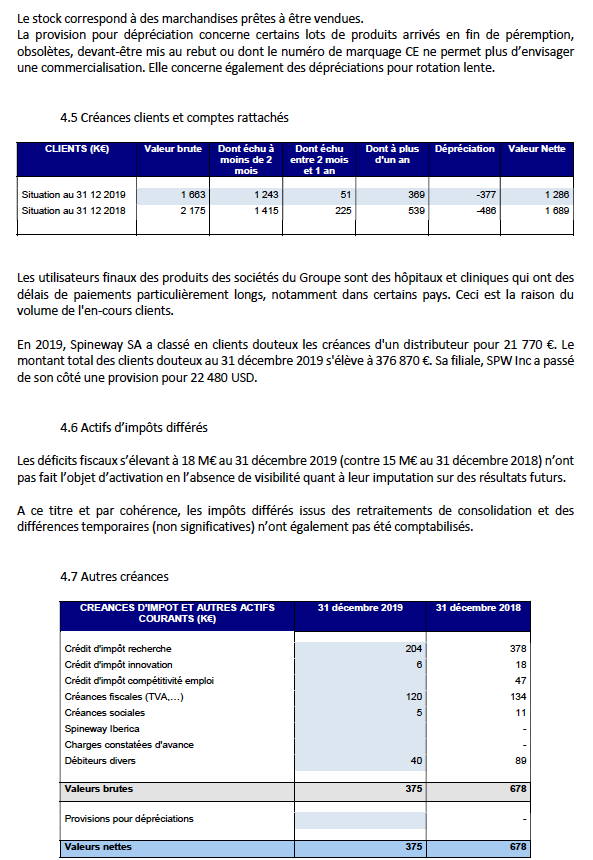 Le stock correspond à des marchandises prêtes à être vendues.
La provision pour dépréciation concerne certains lots de produits arrivés en fin de péremption,
obsolètes, devant-être mis au rebut ou dont le numéro de marquage CE ne permet plus d'envisager
une commercialisation. Elle concerne également des dépréciations pour rotation lente.
4.5 Créances clients et comptes rattachés
CLIENTS (K€) Valeur brute Dont échu à moins de 2 mois Dont échu entre 2 mois et 1 an Dont à plus d'un an Dépréciation Valeur Nette
Situation au 31 12 2019 1 663 1 243 51 369 -377 1 286
Situation au 31 12 2018 2 175 1 415 225 539 -486 1 689
Les utilisateurs finaux des produits des sociétés du Groupe sont des hôpitaux et cliniques qui ont des
délais de paiements particulièrement longs, notamment dans certains pays. Ceci est la raison du
volume de l'en-cours clients.
En 2019, Spineway SA a classé en clients douteux les créances d'un distributeur pour 21 770 €. Le
montant total des clients douteux au 31 décembre 2019 s'élève à 376 870 €. Sa filiale, SPW Inc a passé
de son côté une provision pour 22 480 USD.
4.6 Actifs d'impôts différés
Les déficits fiscaux s'élevant à 18 M€ au 31 décembre 2019 (contre 15 M€ au 31 décembre 2018) n'ont
pas fait l'objet d'activation en l'absence de visibilité quant à leur imputation sur des résultats futurs.
A ce titre et par cohérence, les impôts différés issus des retraitements de consolidation et des
différences temporaires (non significatives) n'ont également pas été comptabilisés.
4.7 Autres créances
CREANCES D'IMPOT ET AUTRES ACTIFS COURANTS (K€) 31 décembre 2019 31 décembre 2018
Crédit d'impôt recherche 204 378
Crédit d'impôt innovation 6 18
Crédit d'impôt compétitivité emploi 47
Créances fiscales (TVA,...) 120 134
Créances sociales 5 11
Spineway Iberica -
Charges constatées d'avance -
Débiteurs divers 40 89
Valeurs brutes 375 678
Provisions pour dépréciations -
Valeurs nettes 375 678